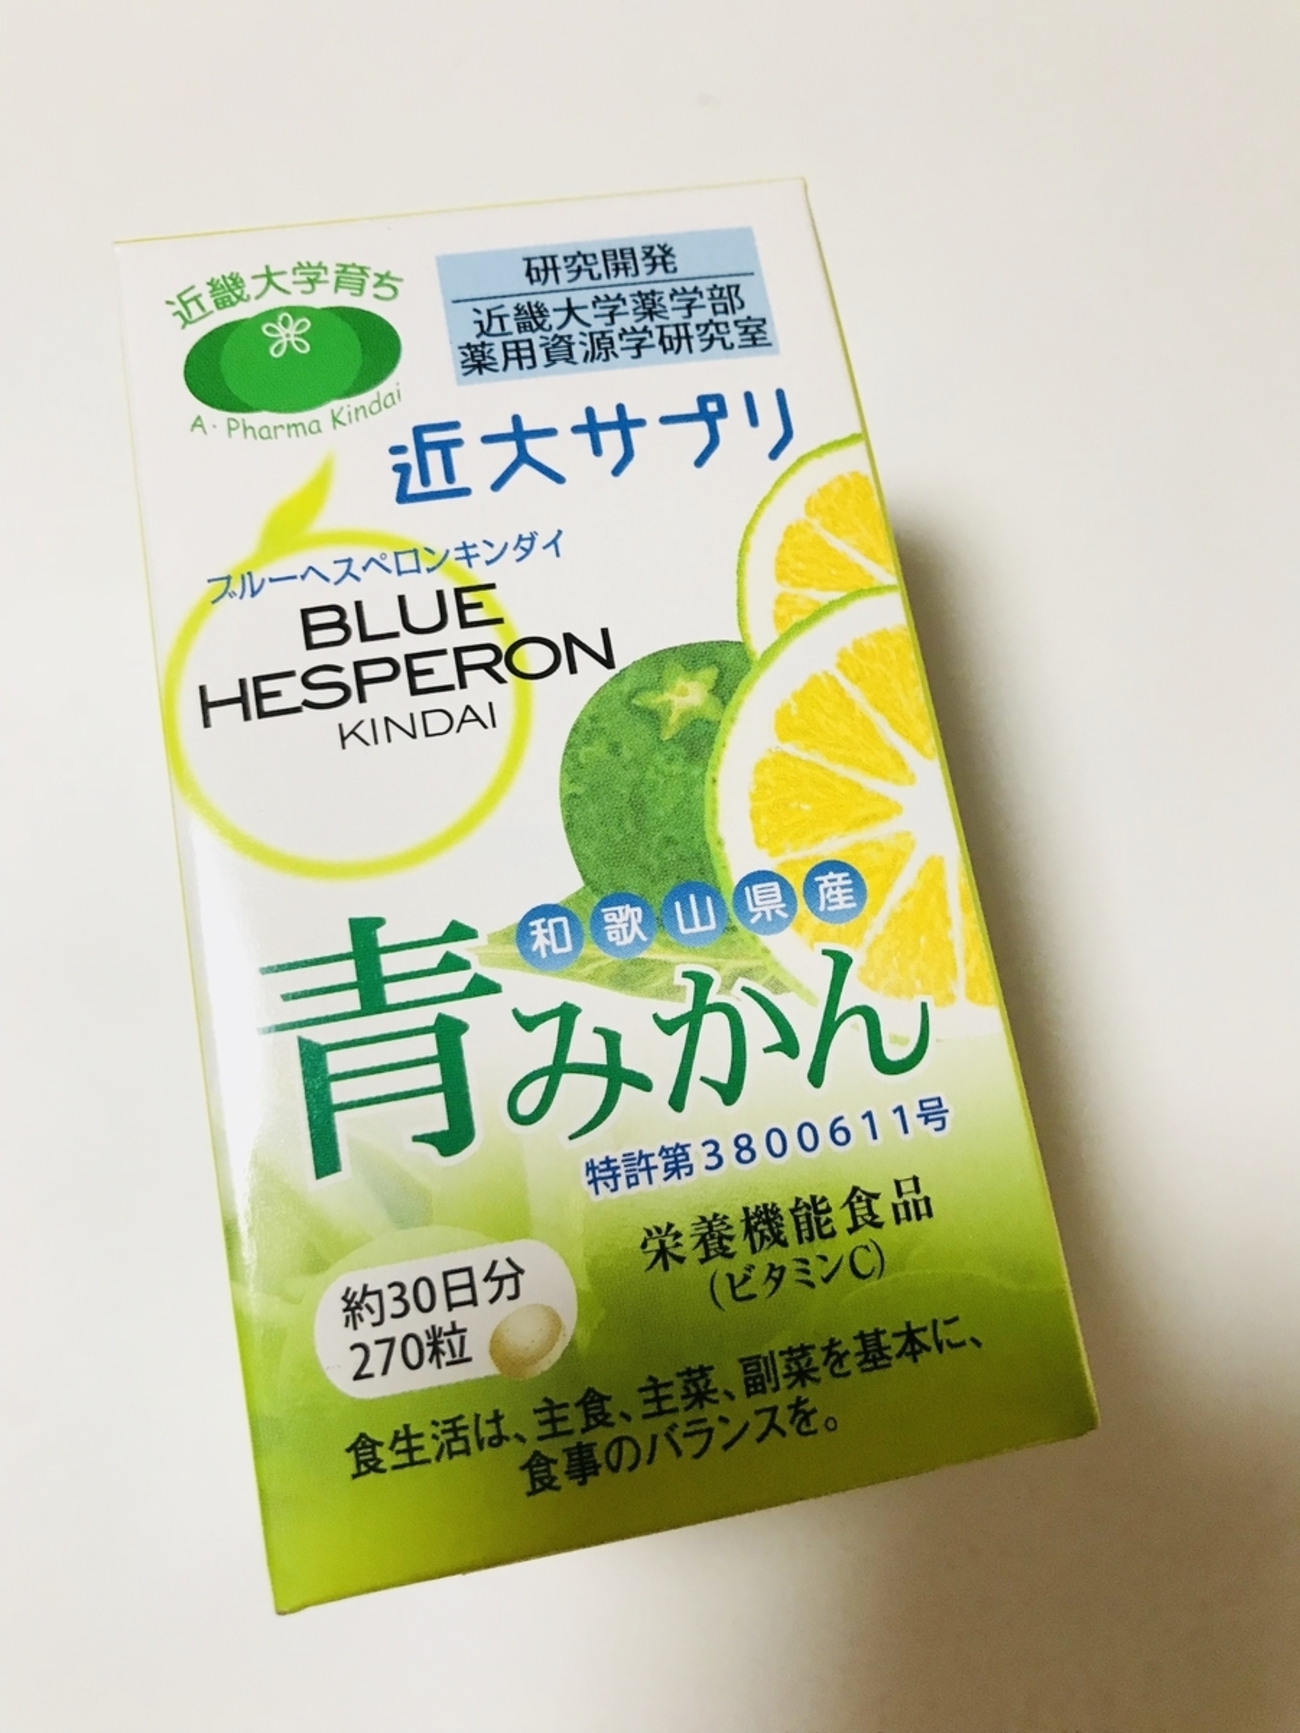 近畿大学育ち
A・Pharma Kindai
研究開発
近畿大学薬学部
薬用資源学研究室
近大サプリ
ブルーヘスペロンキンダイ
BLUE
HESPERON
KINDAI
和歌山県産
青みかん
特許第3800611号
栄養機能食品
(ビタミンC)
約30日分
270粒
食生活は、主食、主菜、副菜を基本に、
食事のバランスを。